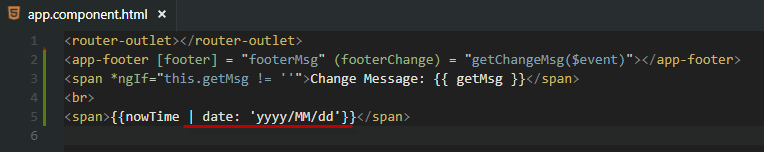 app.component.html ×
1 <router-outlet></router-outlet>
2 <app-footer [footer] = "footerMsg" (footerChange) = "getChangeMsg($event)"></app-footer>
3 <span *ngIf="this.getMsg != ''">Change Message: {{ getMsg }}</span>
4 <br>
5 <span>{{nowTime | date: 'yyyy/MM/dd'}}</span>
6